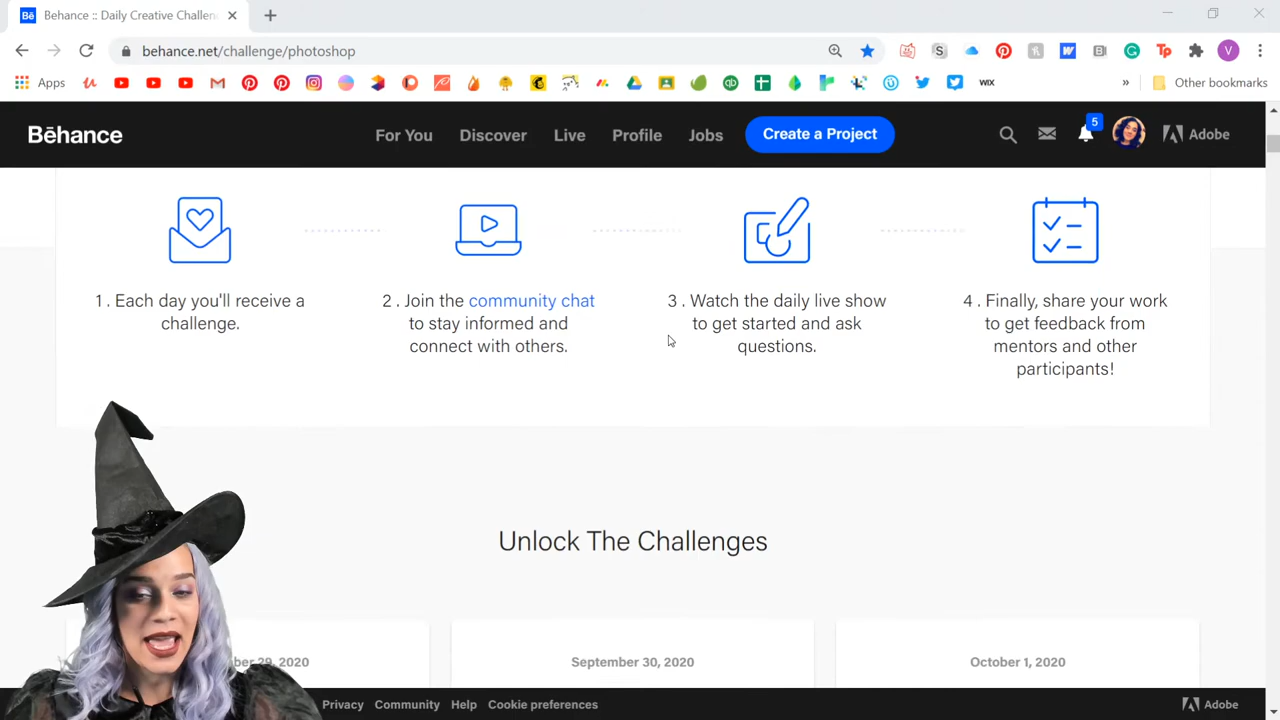 Behance :: Daily Creative Challen
behance.net/challenge/photoshop
Apps
WIX
Other bookmarks
Bēhance
For You
Discover
Live
Profile
Jobs
Create a Project
5
Adobe
1 . Each day you'll receive a
challenge.
2 . Join the community chat
to stay informed and
connect with others.
3 . Watch the daily live show
to get started and ask
questions.
4 . Finally, share your work
to get feedback from
mentors and other
participants!
Unlock The Challenges
ber 29, 2020
September 30, 2020
October 1, 2020
Privacy
Community
Help
Cookie preferences
Adobe